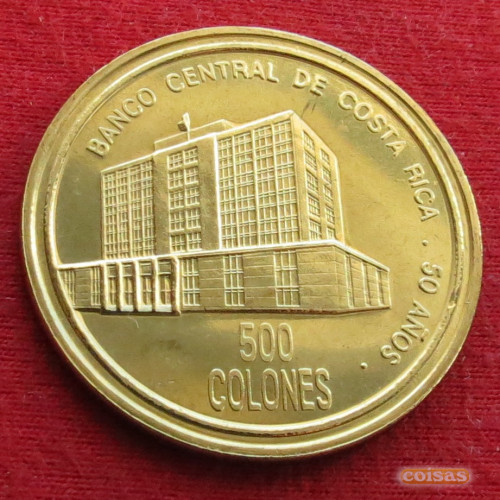 BANCO CENTRAL DE COSTA RICA · 50 AÑOS ·
500
COLONES
coisas